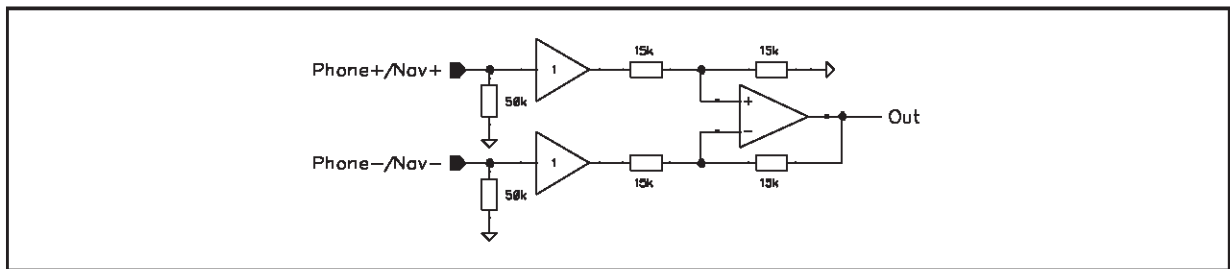 15k 15k
Phone+/Nav+ 1
50k
+
Out
−
Phone−/Nav− 1
15k 15k
50k